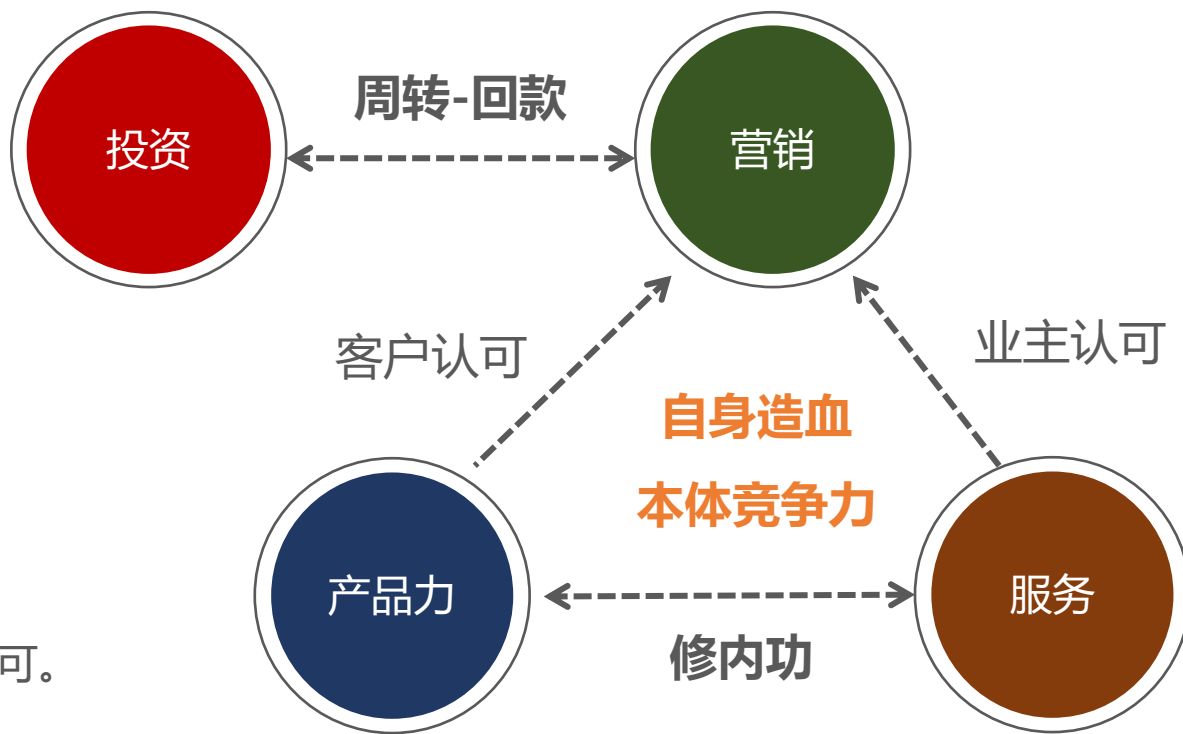 周转-回款
投资
营销
客户认可
业主认可
自身造血
本体竞争力
产品力
服务
修内功
可。